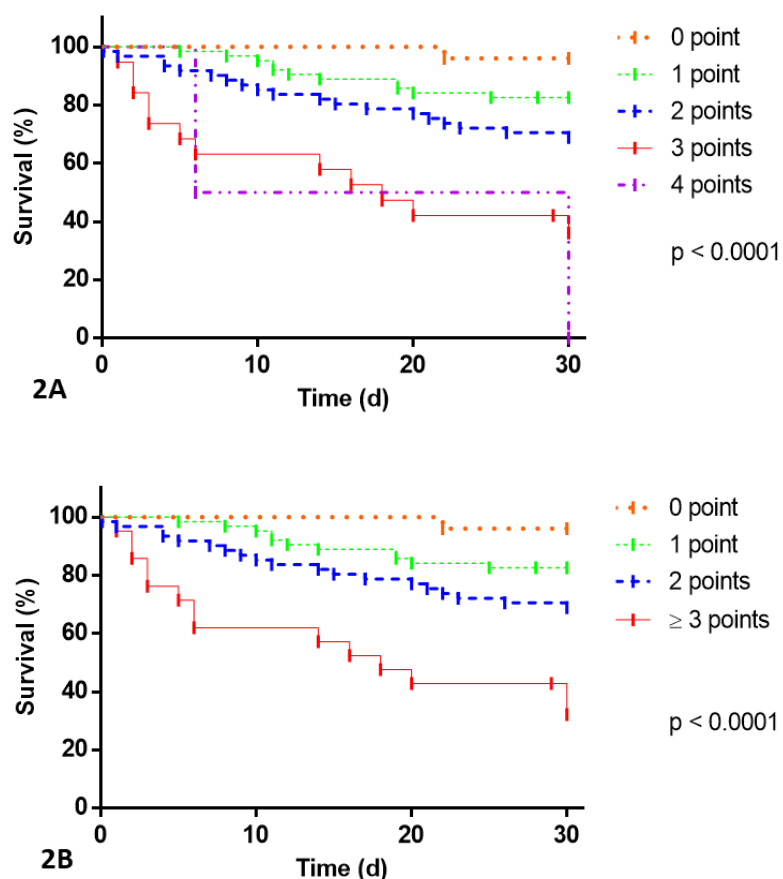 100
80
60
40
20
0
Survival (%)
0 10 20 30
Time (d)
2A
0 point
1 point
2 points
3 points
4 points
p < 0.0001
100
80
60
40
20
0
Survival (%)
0 10 20 30
Time (d)
2B
0 point
1 point
2 points
≥ 3 points
p < 0.0001